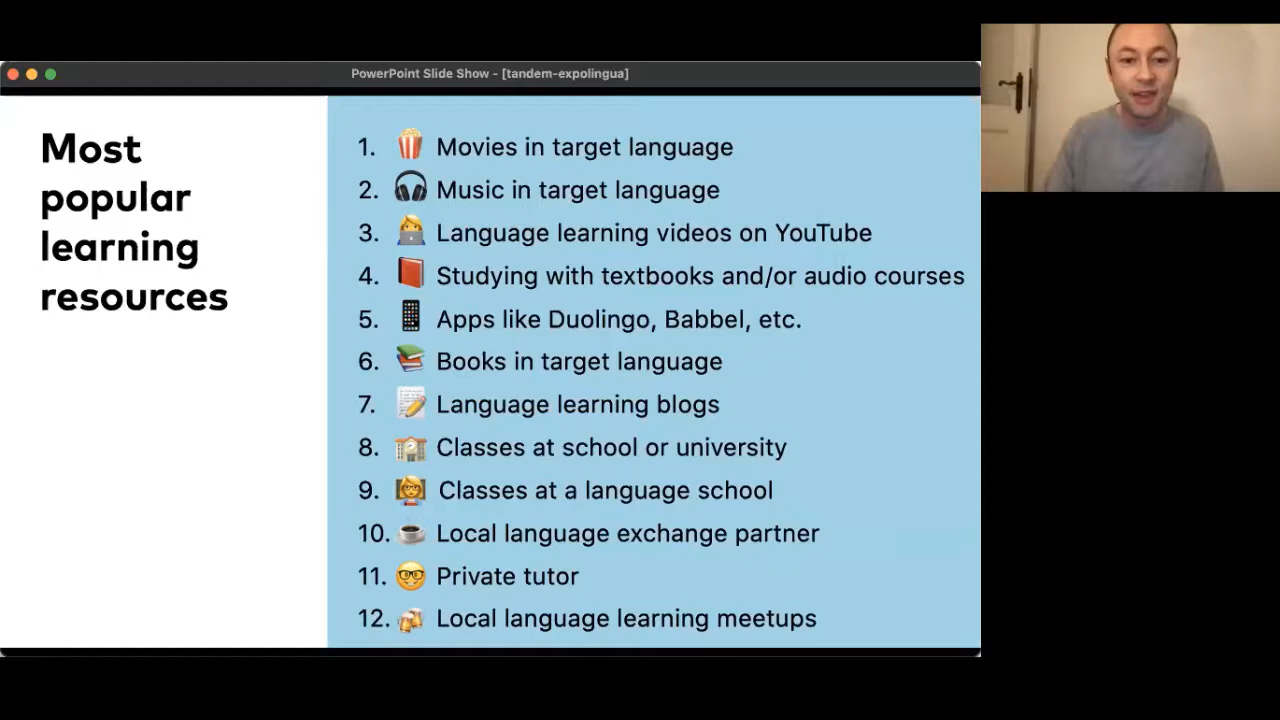 PowerPoint Slide Show - [tandem-expolingua]
Most
popular
learning
resources
1. Movies in target language
2. Music in target language
3. Language learning videos on YouTube
4. Studying with textbooks and/or audio courses
5. Apps like Duolingo, Babbel, etc.
6. Books in target language
7. Language learning blogs
8. Classes at school or university
9. Classes at a language school
10. Local language exchange partner
11. Private tutor
12. Local language learning meetups